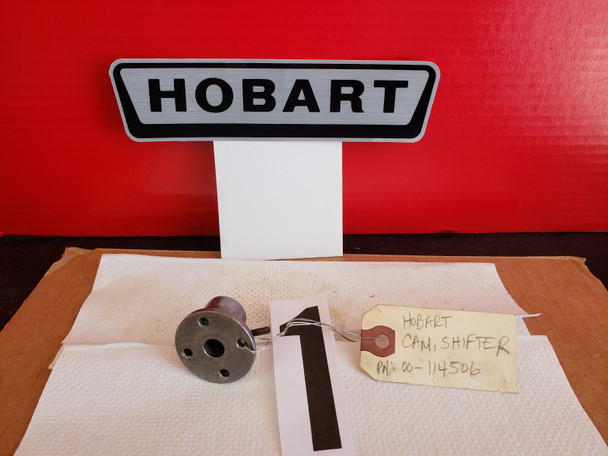 HOBART
1
HOBART
CAM, SHIFTER
PN: 00-114506